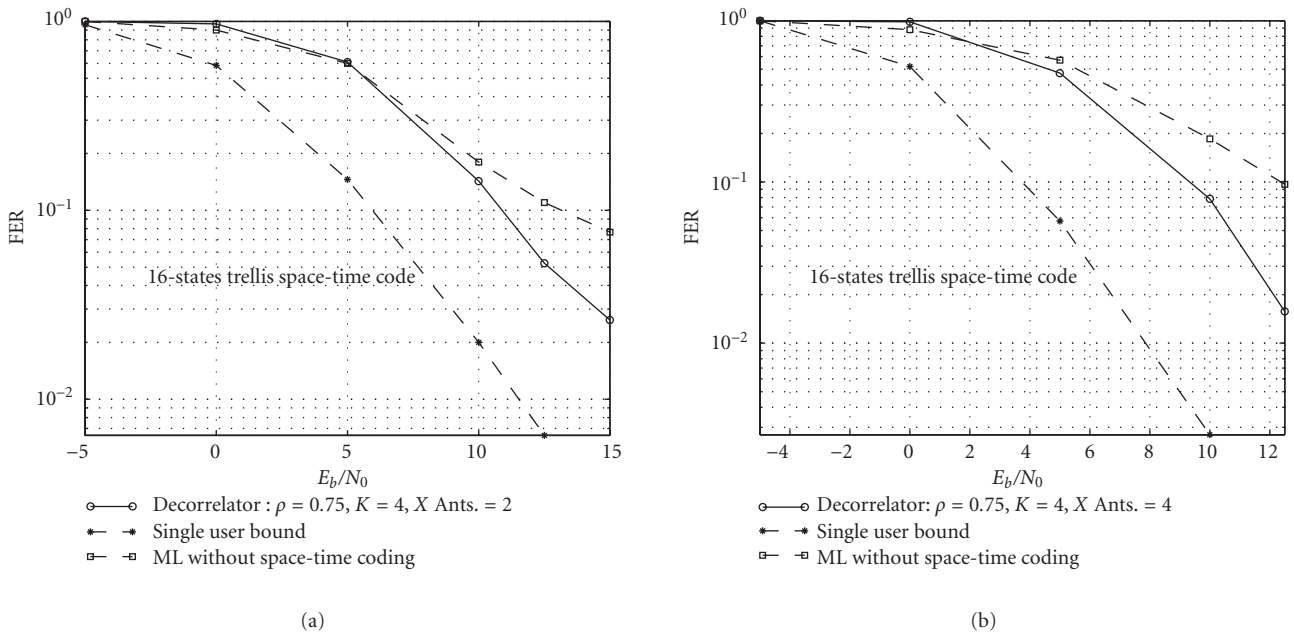 10^0
10^−1
10^−2
FER
16-states trellis space-time code
−5 0 5 10 15
E_b/N_0
Decorrelator : ρ = 0.75, K = 4, X Ants. = 2
Single user bound
ML without space-time coding
(a)
10^0
10^−1
10^−2
FER
16-states trellis space-time code
−4 −2 0 2 4 6 8 10 12
E_b/N_0
Decorrelator: ρ = 0.75, K = 4, X Ants. = 4
Single user bound
ML without space-time coding
(b)